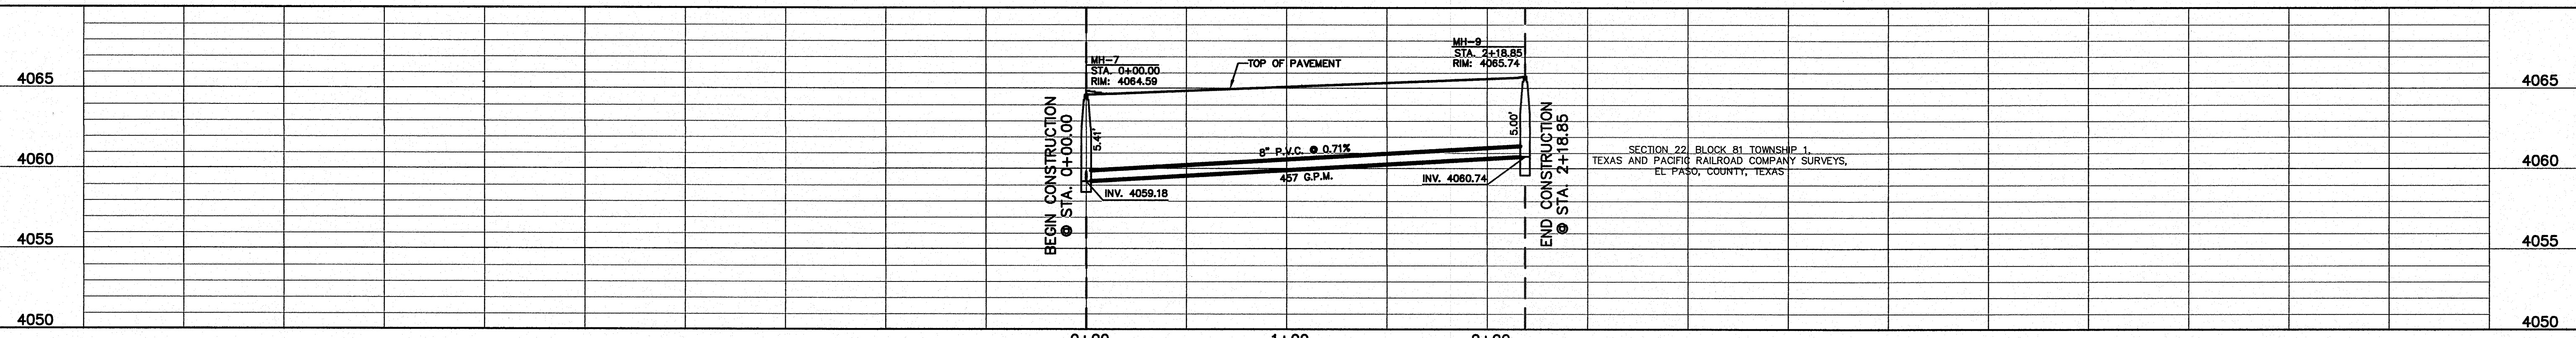 MH-9
STA. 2+18.85
RIM: 4065.74
MH-7
STA. 0+00.00
RIM: 4064.59
TOP OF PAVEMENT
4065
4065
BEGIN CONSTRUCTION
@ STA. 0+00.00
5.41'
5.00'
END CONSTRUCTION
@ STA. 2+18.85
8" P.V.C. @ 0.71%
457 G.P.M.
INV. 4059.18
INV. 4060.74
SECTION 22, BLOCK 81 TOWNSHIP 1,
TEXAS AND PACIFIC RAILROAD COMPANY SURVEYS,
EL PASO, COUNTY, TEXAS
4060
4060
4055
4055
4050
4050